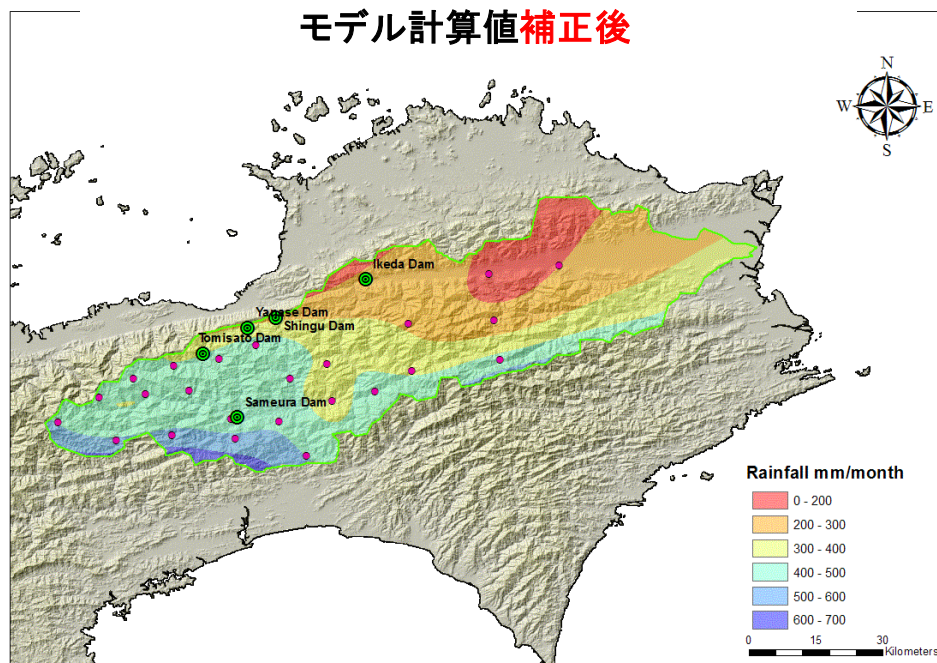 モデル計算値補正後
N
W E
S
Ikeda Dam
Yanase Dam
Shingu Dam
Tomisato Dam
Sameura Dam
Rainfall mm/month
0 - 200
200 - 300
300 - 400
400 - 500
500 - 600
600 - 700
0 15 30
Kilometers